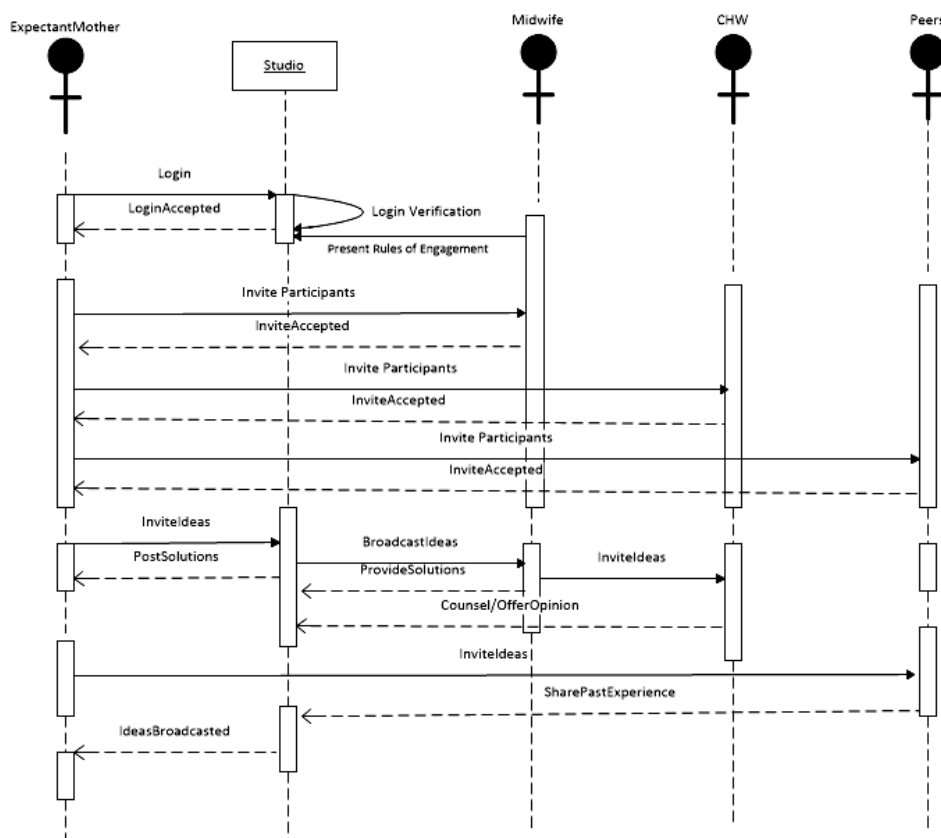 Midwife
CHW
Peers
ExpectantMother
Studio
Login
LoginAccepted
Login Verification
Present Rules of Engagement
Invite Participants
InviteAccepted
Invite Participants
InviteAccepted
Invite Participants
InviteAccepted
InviteIdeas
BroadcastIdeas
PostSolutions
ProvideSolutions
InviteIdeas
Counsel/OfferOpinion
InviteIdeas
SharePastExperience
IdeasBroadcasted